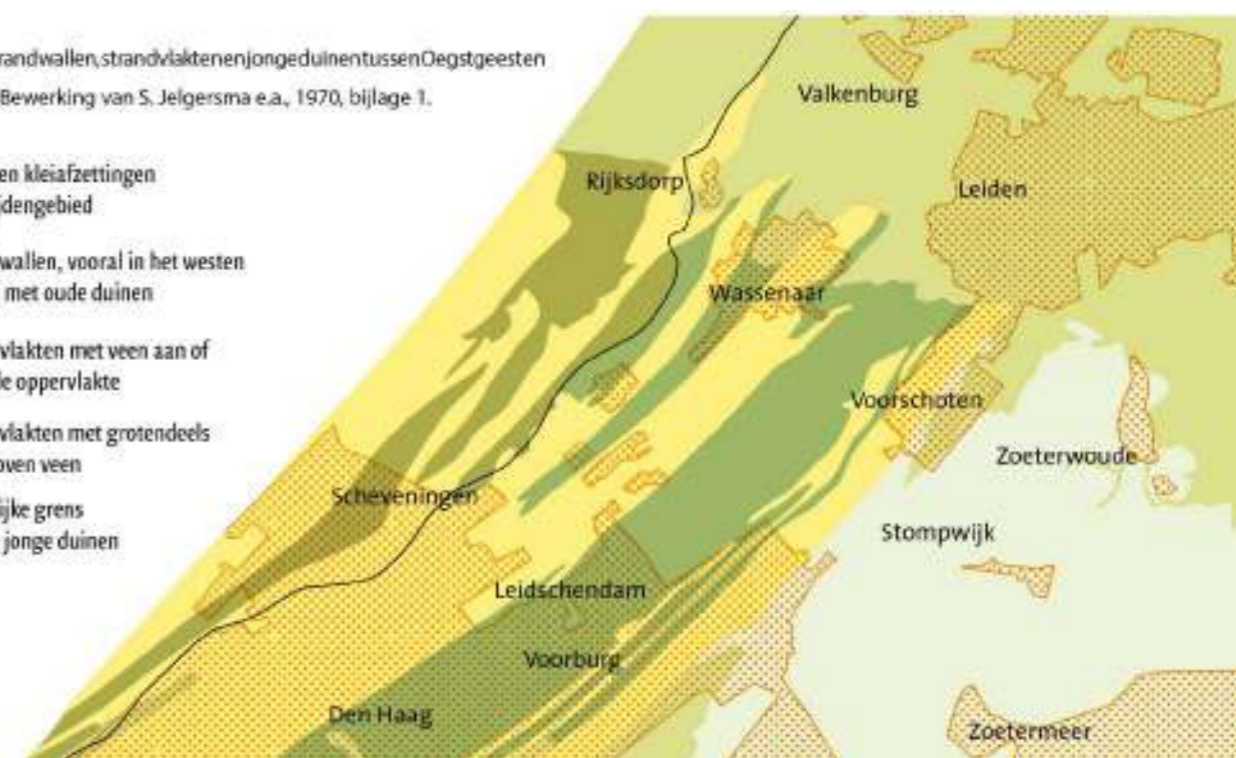 randwallen,strandvlaktenenjongeduinentussenOegstgeesten
Bewerking van S. Jelgersma e.a., 1970, bijlage 1.
en kleiafzettingen
jdengebied
wallen, vooral in het westen
met oude duinen
vlakten met veen aan of
le oppervlakte
vlakten met grotendeels
oven veen
ijke grens
jonge duinen
Valkenburg
Rijksdorp
Leiden
Wassenaar
Voorschoten
Zoeterwoude
Scheveningen
Stompwijk
Leidschendam
Voorburg
Den Haag
Zoetermeer